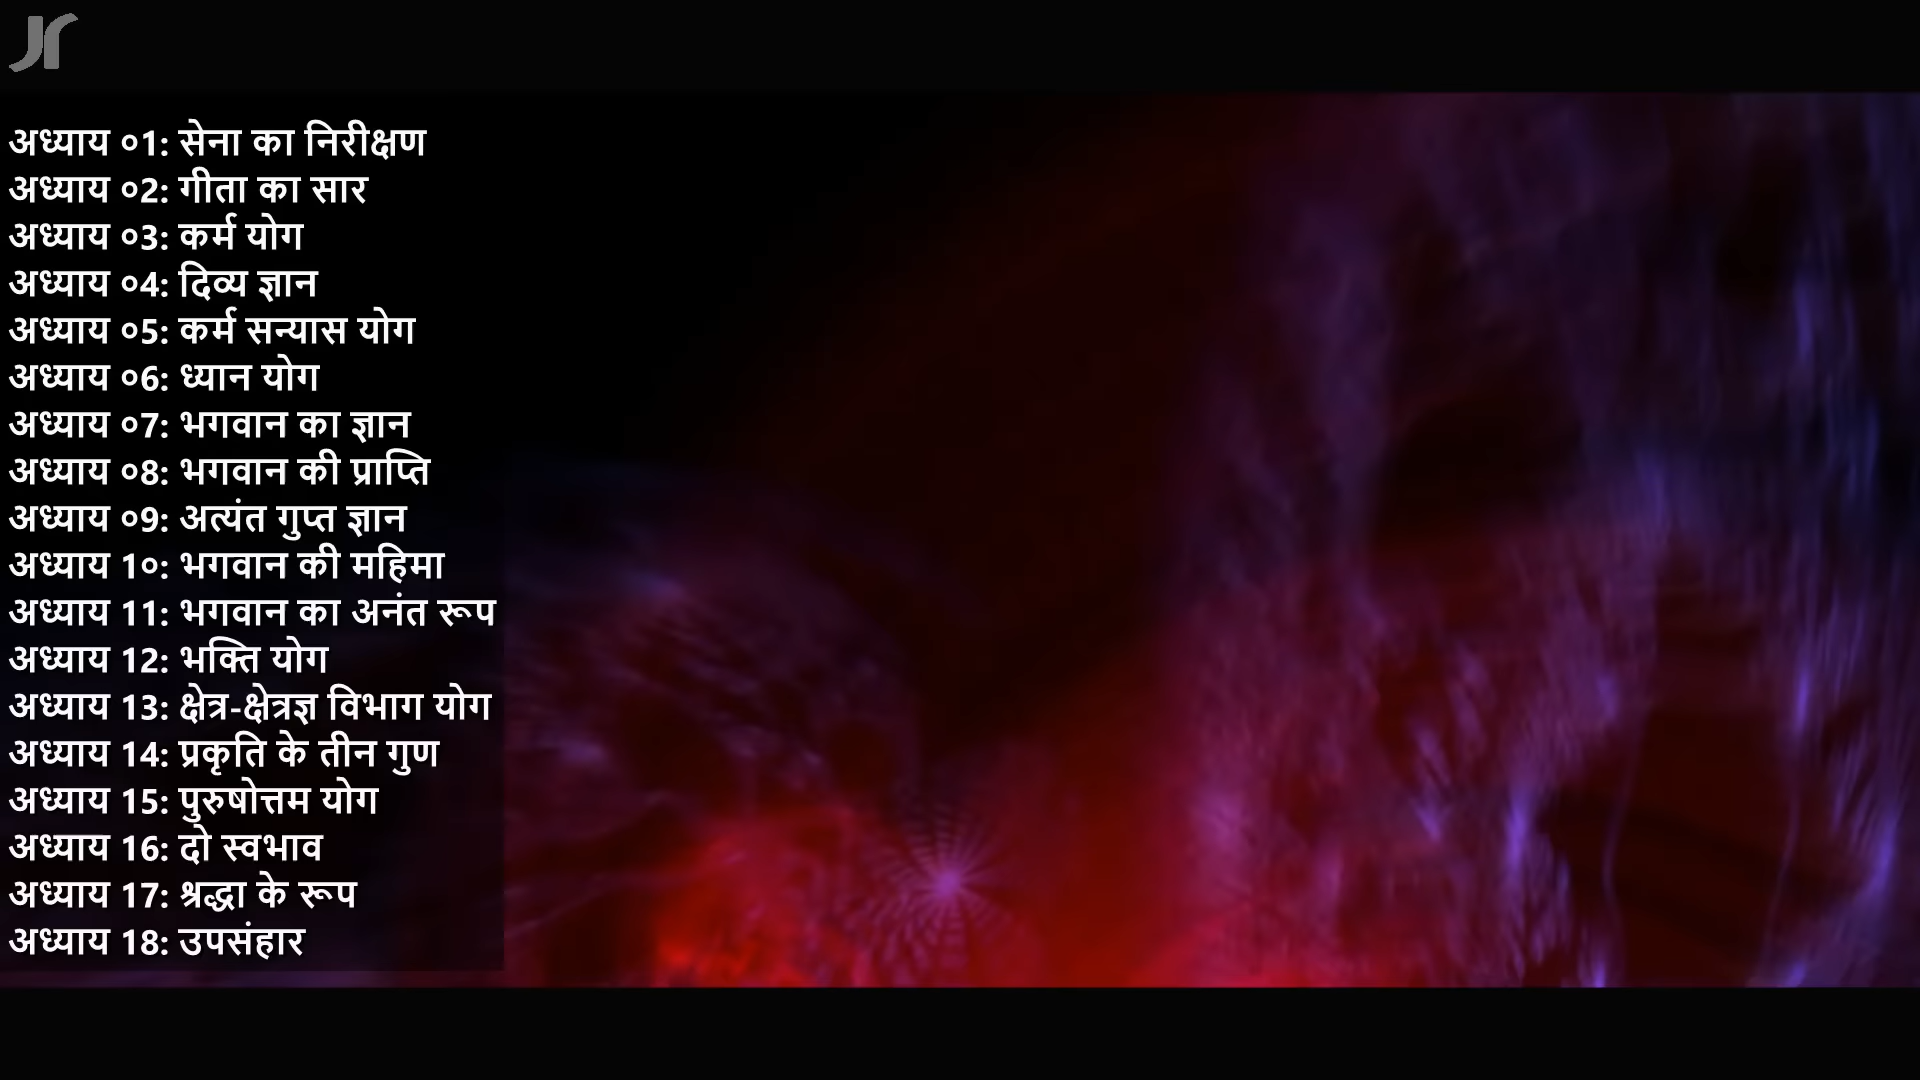 अध्याय ०1: सेना का निरीक्षण
अध्याय ०2: गीता का सार
अध्याय ०3: कर्म योग
अध्याय ०4: दिव्य ज्ञान
अध्याय ०5: कर्म सन्यास योग
अध्याय ०6: ध्यान योग
अध्याय ०7: भगवान का ज्ञान
अध्याय ०8: भगवान की प्राप्ति
अध्याय ०9: अत्यंत गुप्त ज्ञान
अध्याय 1०: भगवान की महिमा
अध्याय 11: भगवान का अनंत रूप
अध्याय 12: भक्ति योग
अध्याय 13: क्षेत्र-क्षेत्रज्ञ विभाग योग
अध्याय 14: प्रकृति के तीन गुण
अध्याय 15: पुरुषोत्तम योग
अध्याय 16: दो स्वभाव
अध्याय 17: श्रद्धा के रूप
अध्याय 18: उपसंहार